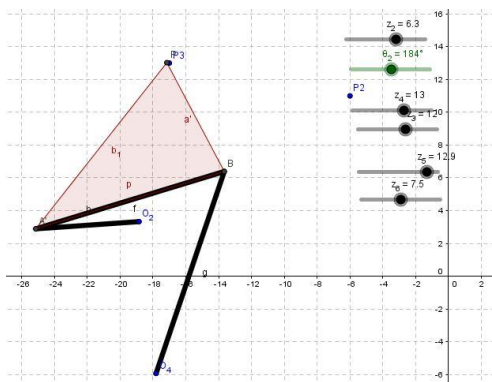 16
z₂ = 6.3
14
θ₂ = 184°
P3
12
P2
z₄ = 13
10
z₃ = 12
a'
8
b₁
z₅ = 12.9
B
6
p
z₆ = 7.5
4
b
f
O₂
A'
2
0
-26 -24 -22 -20 -18 -16 -14 -12 -10 -8 -6 -4 -2 0 2
g
-2
-4
O₄
-6